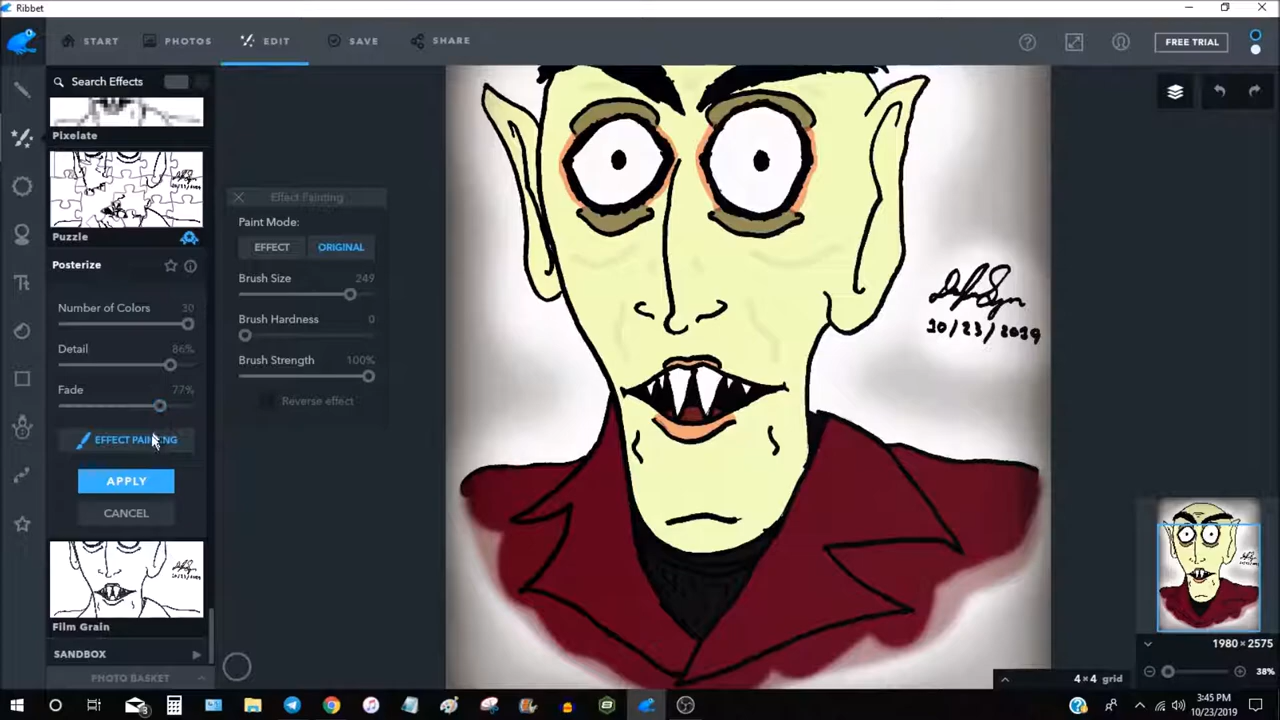 Ribbet
START
PHOTOS
EDIT
SAVE
SHARE
FREE TRIAL
Search Effects
Pixelate
Puzzle
Posterize
Number of Colors 30
Detail 86%
Fade 77%
EFFECT PAINTING
APPLY
CANCEL
Film Grain
SANDBOX
PHOTO BASKET
Effect Painting
Paint Mode:
EFFECT ORIGINAL
Brush Size 249
Brush Hardness 0
Brush Strength 100%
Reverse effect
10/23/2019
1980 × 2575
4×4 grid
38%
3:45 PM
10/23/2019